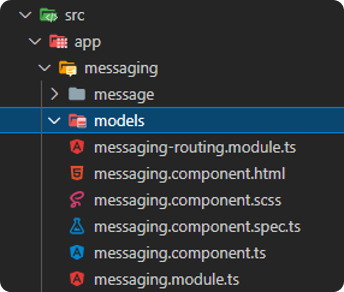 src
app
messaging
message
models
messaging-routing.module.ts
messaging.component.html
messaging.component.scss
messaging.component.spec.ts
messaging.component.ts
messaging.module.ts